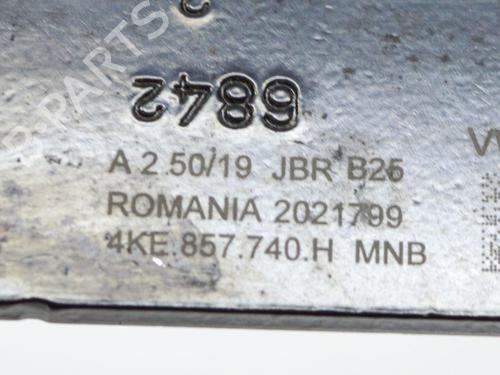 6842
A 2.50/19 JBR B25
ROMANIA 2021799
4KE.857.740.H MNB